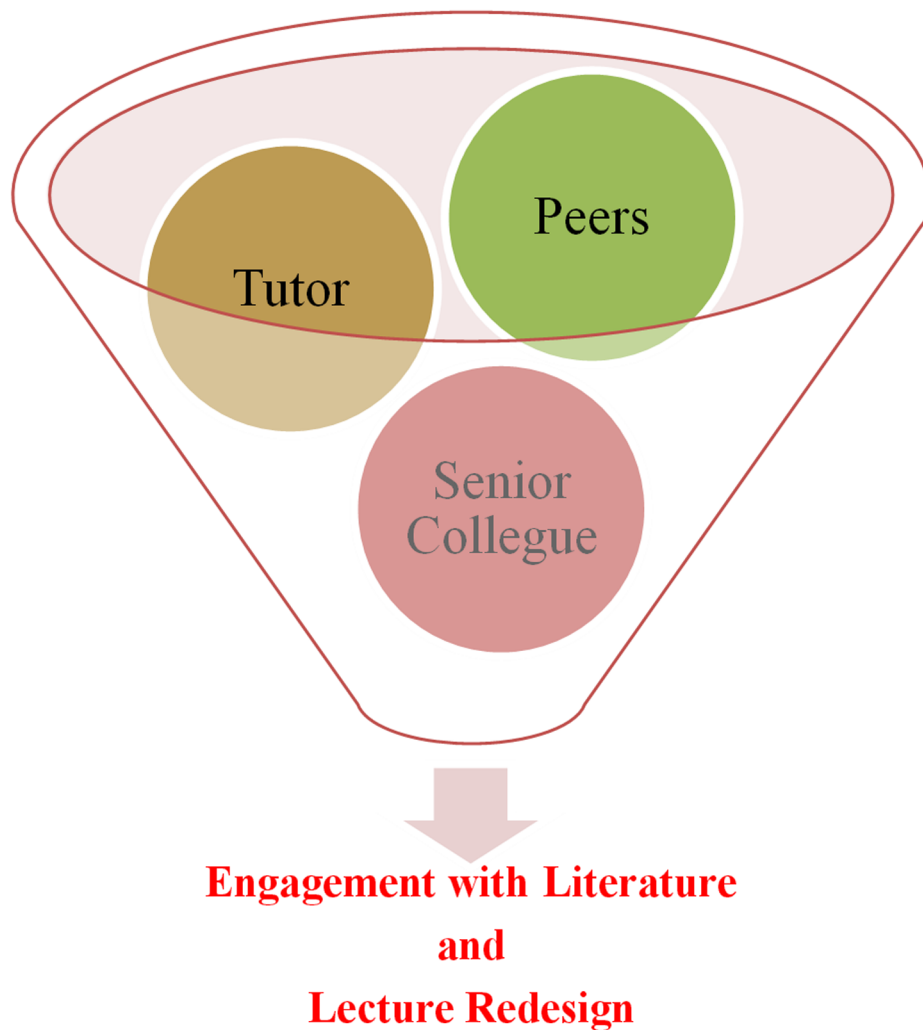 Peers
Tutor
Senior
Collegue
Engagement with Literature
and
Lecture Redesign